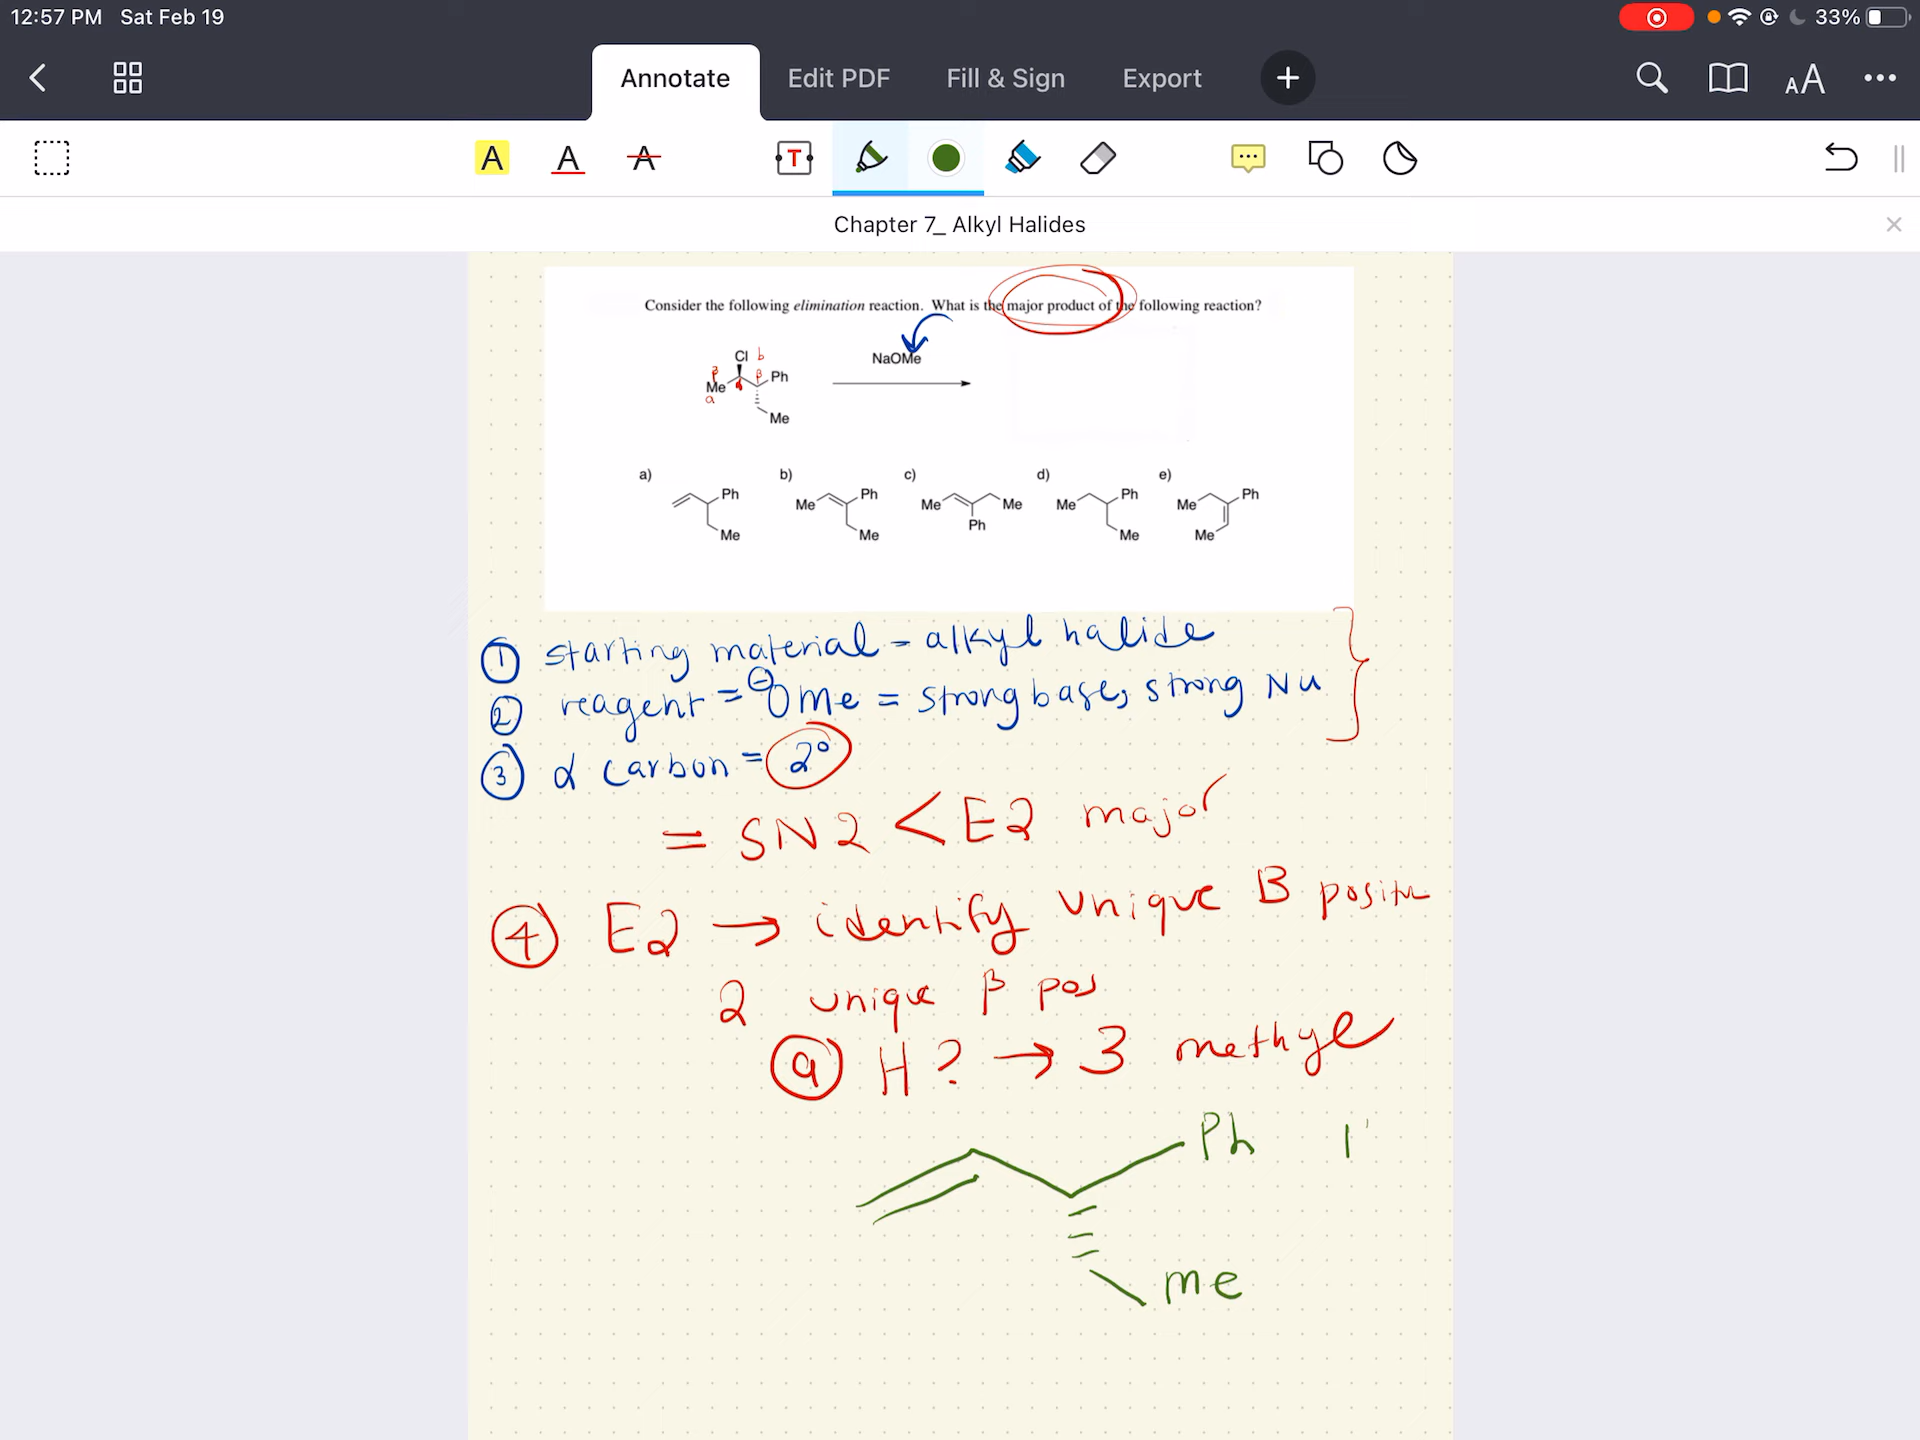 12:57 PM Sat Feb 19
33%
Annotate Edit PDF Fill & Sign Export
AA
A A A T
Chapter 7_ Alkyl Halides
Consider the following elimination reaction. What is the major product of the following reaction?
Cl b
β β Ph
Me α
a
Me
NaOMe
a) b) c) d) e)
Ph Ph Ph Ph
Me Me Me Me Me
Ph
Me Me Me Me
① starting material = alkyl halide
② reagent = ⊖OMe = strong base, strong Nu
③ α carbon = 2°
= SN2 < E2 major
④ E2 → identify unique B
2 unique β pos
ⓐ H? → 3 methyl
Ph 1'
me